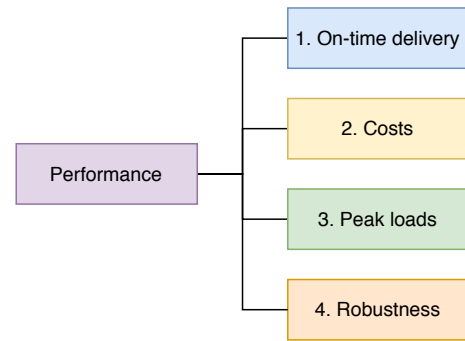 1. On-time delivery
2. Costs
Performance
3. Peak loads
4. Robustness